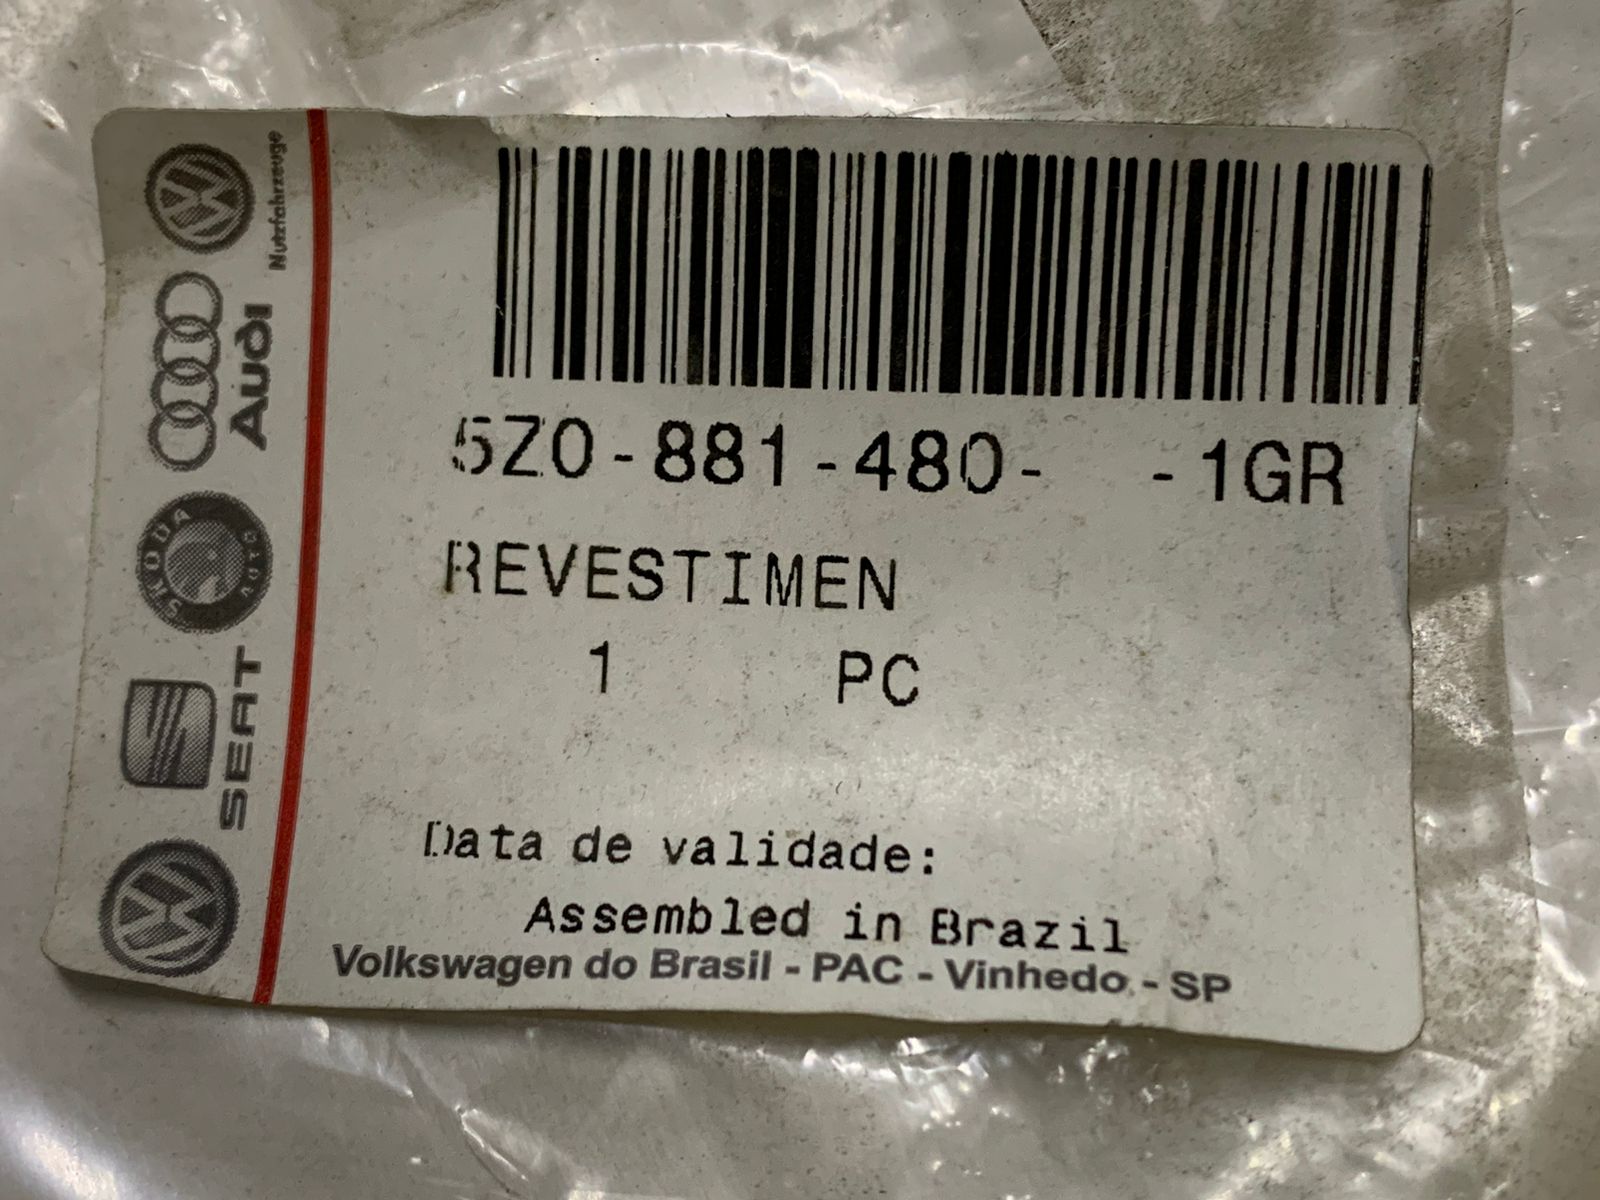 5Z0-881-480- -1GR
REVESTIMEN
1 PC
Data de validade:
Assembled in Brazil
Volkswagen do Brasil - PAC - Vinhedo - SP
Nutzfahrzeuge
Audi
SKODA
SEAT